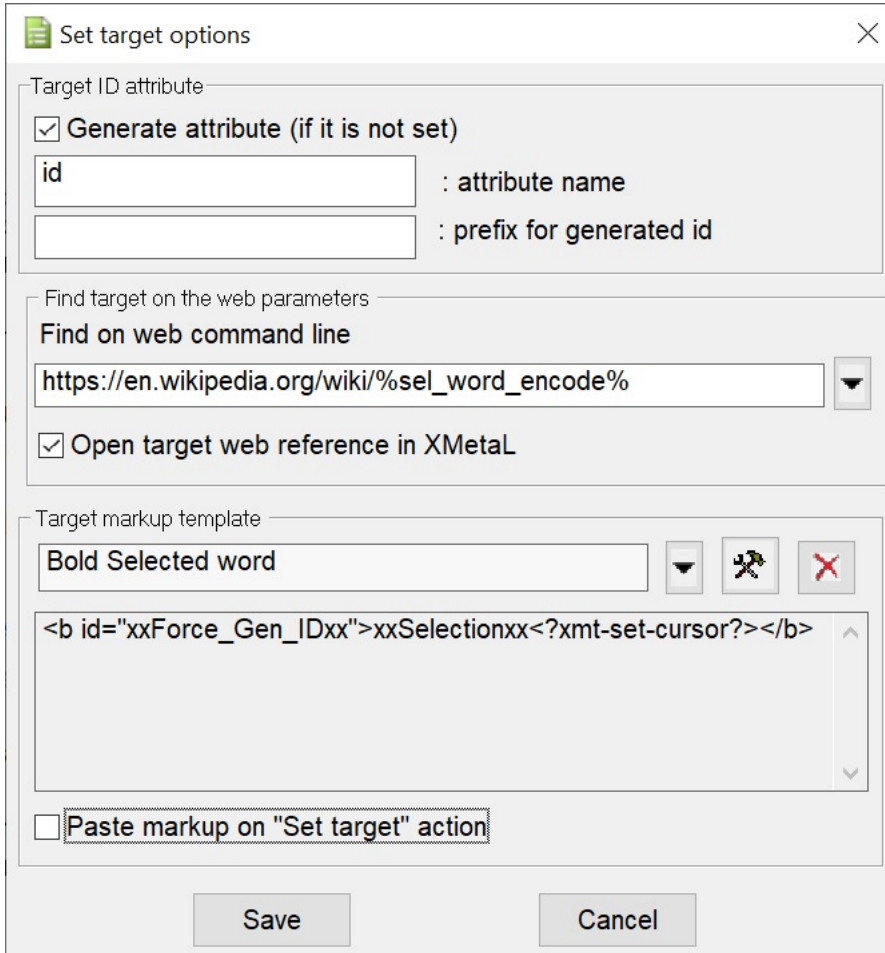 Set target options
Target ID attribute
Generate attribute (if it is not set)
id
: attribute name
: prefix for generated id
Find target on the web parameters
Find on web command line
https://en.wikipedia.org/wiki/%sel_word_encode%
Open target web reference in XMetaL
Target markup template
Bold Selected word
<b id="xxForce_Gen_IDxx">xxSelectionxx<?xmt-set-cursor?></b>
Paste markup on "Set target" action
Save
Cancel